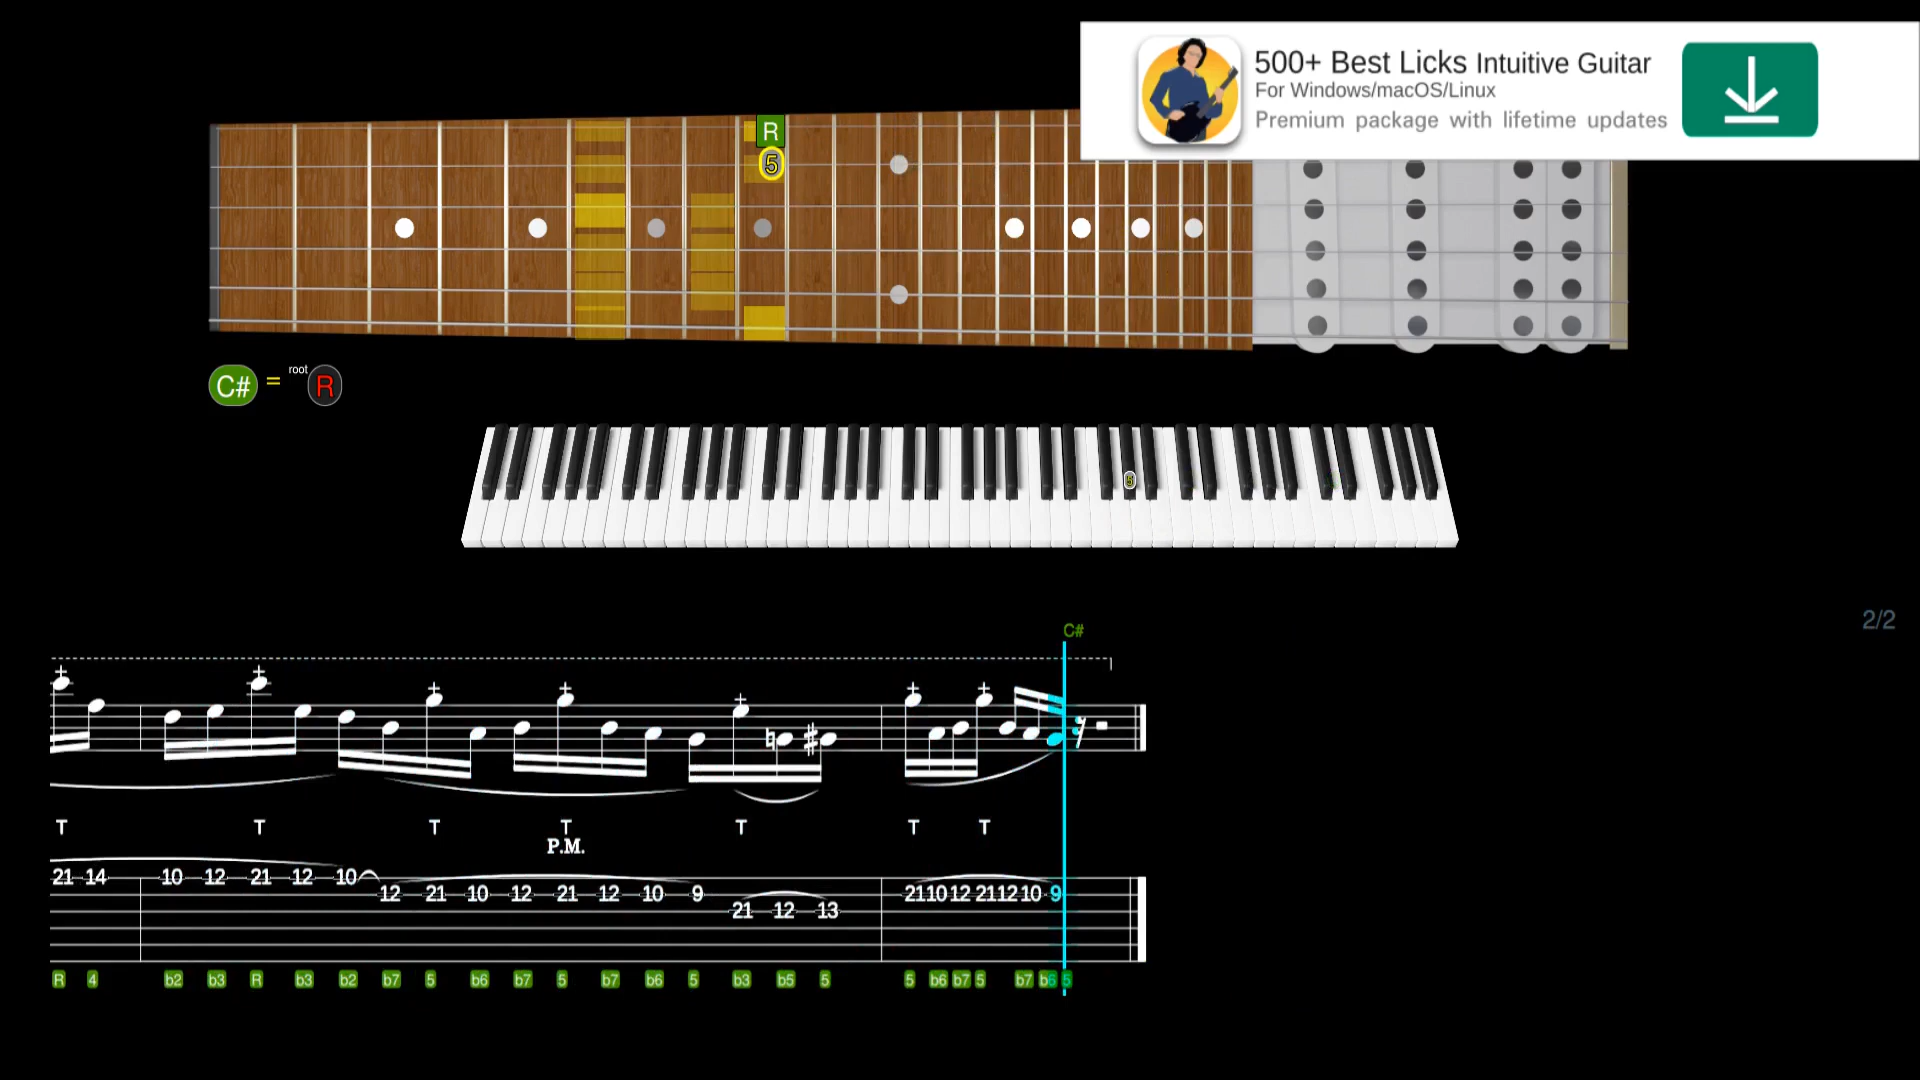 500+ Best Licks Intuitive Guitar
For Windows/macOS/Linux
Premium package with lifetime updates
R
5
C# = root R
5
2/2
C#
T T T T T T T
P.M.
21 14 10 12 21 12 10
12 21 10 12 21 12 10 9 21 10 12 21 12 10 9
21 12 13
R 4 b2 b3 R b3 b2 b7 5 b6 b7 5 b7 b6 5 b3 b5 5 5 b6 b7 5 b7 b6 5